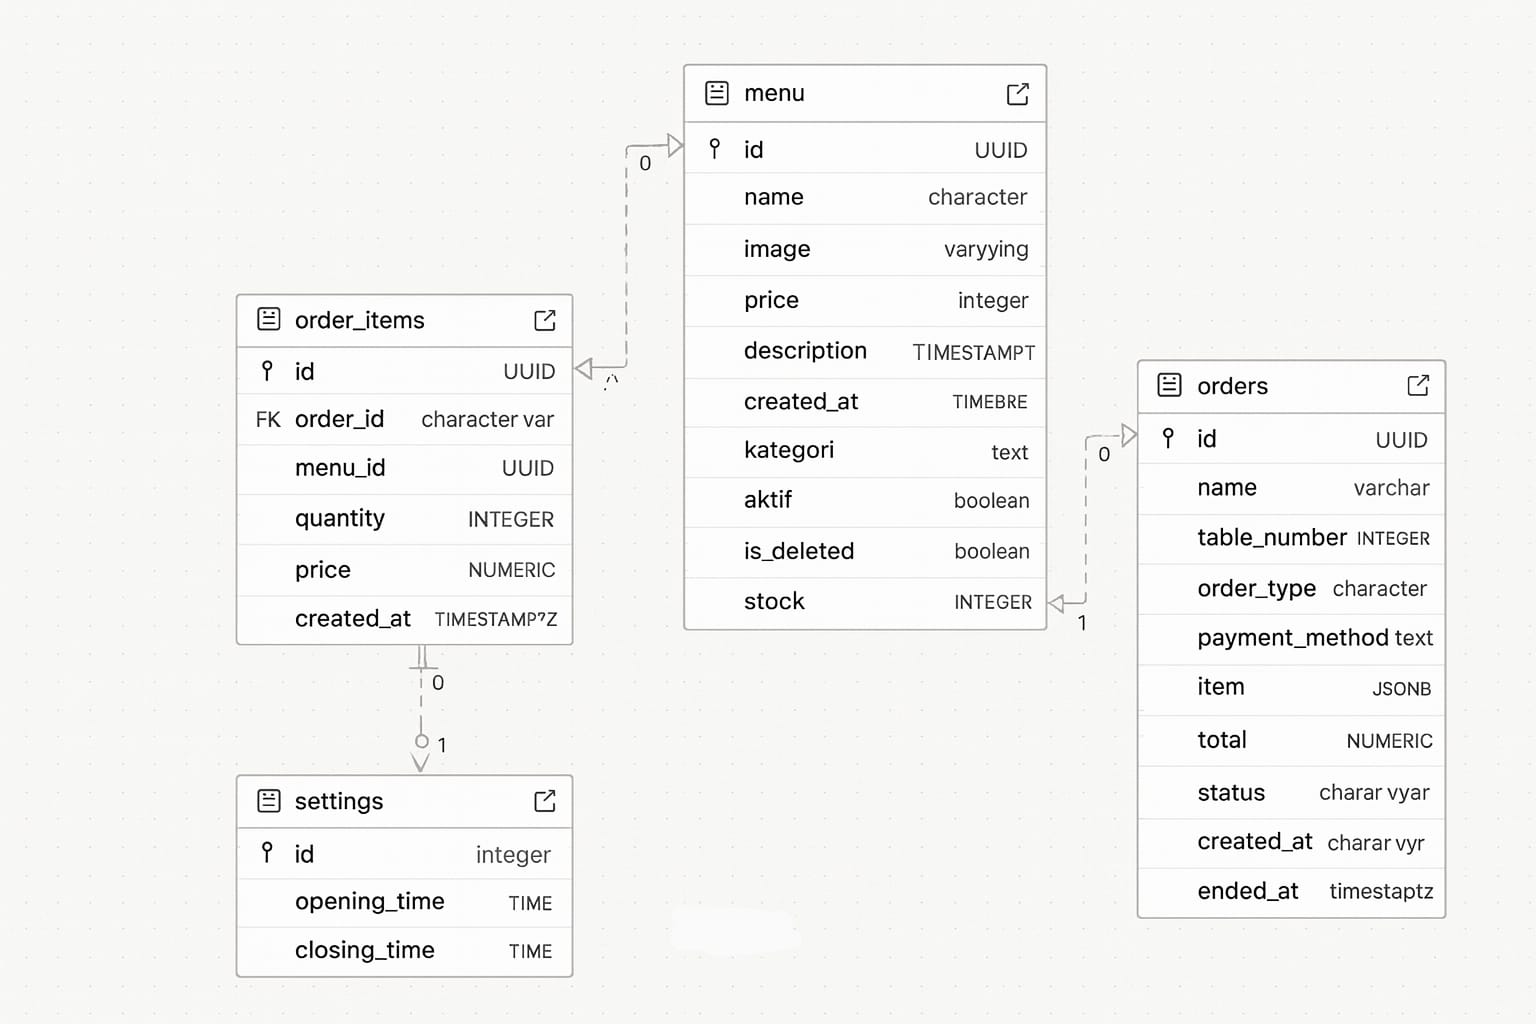 menu
id UUID
name character
image varyying
price integer
description TIMESTAMPT
created_at TIMEBRE
kategori text
aktif boolean
is_deleted boolean
stock INTEGER
0
order_items
id UUID
FK order_id character var
menu_id UUID
quantity INTEGER
price NUMERIC
created_at TIMESTAMP?Z
0
1
settings
id integer
opening_time TIME
closing_time TIME
orders
id UUID
name varchar
table_number INTEGER
order_type character
payment_method text
item JSONB
total NUMERIC
status charar vyar
created_at charar vyr
ended_at timestaptz
0
1